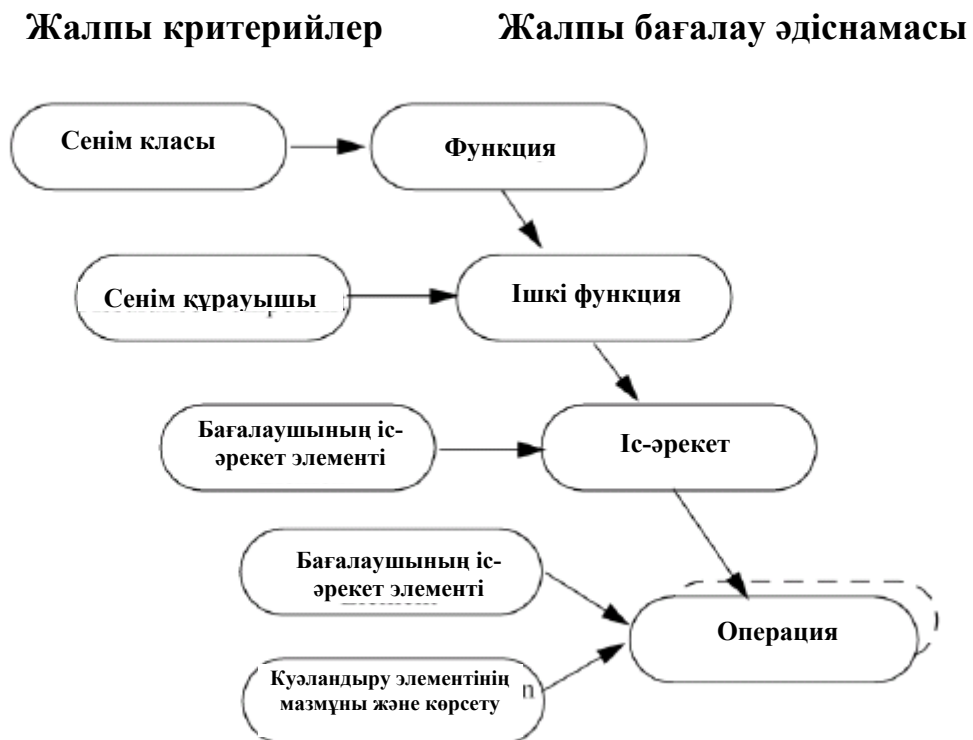 Жалпы критерийлер Жалпы бағалау әдіснамасы
Сенім класы
Функция
Сенім құрауышы
Ішкі функция
Бағалаушының іс-
әрекет элементі
Іс-әрекет
Бағалаушының іс-
әрекет элементі
Операция
Куәландыру элементінің
мазмұны және көрсету
n